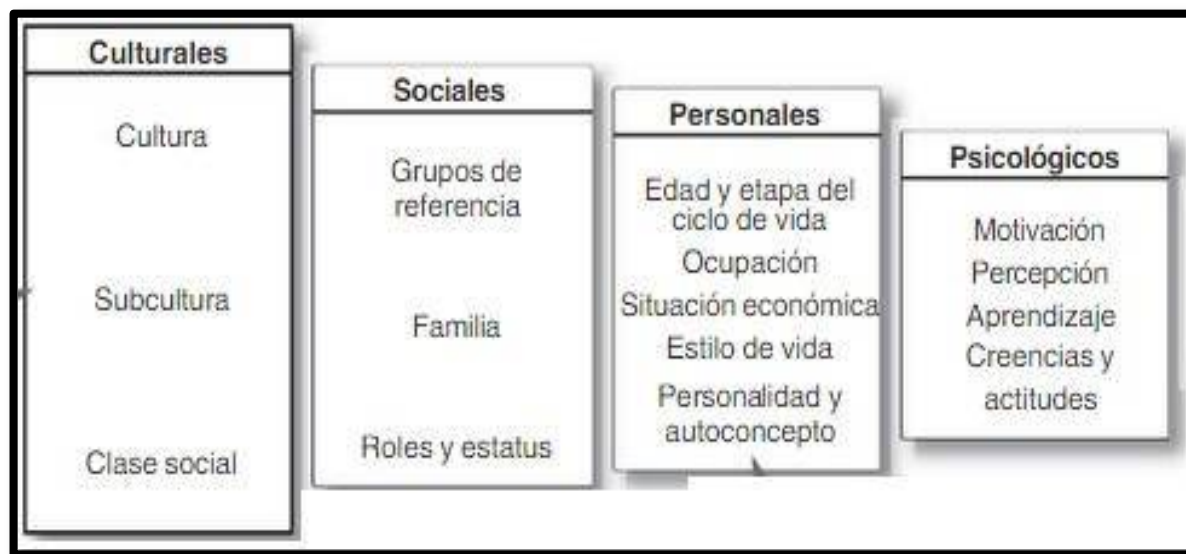 Culturales
Cultura
Subcultura
Clase social
Sociales
Grupos de
referencia
Familia
Roles y estatus
Personales
Edad y etapa del
ciclo de vida
Ocupación
Situación económica
Estilo de vida
Personalidad y
autoconcepto
Psicológicos
Motivación
Percepción
Aprendizaje
Creencias y
actitudes